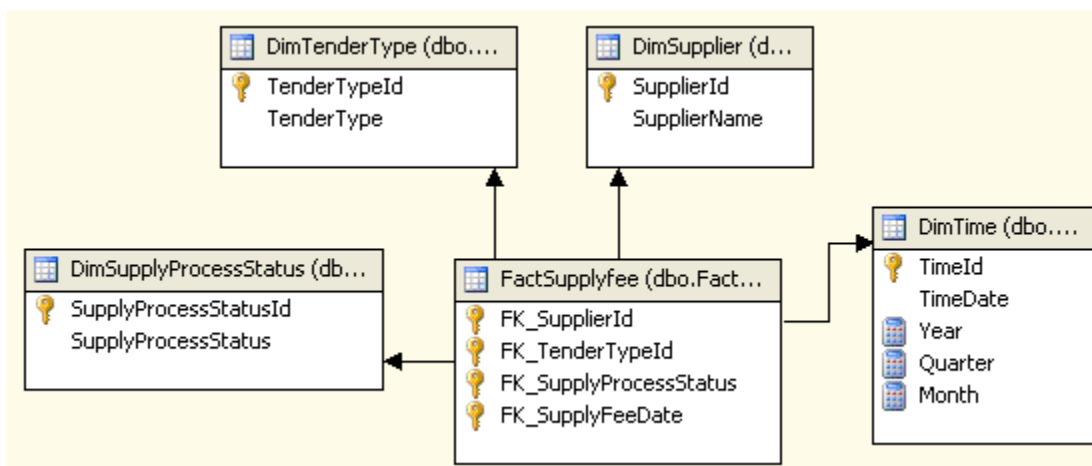 DimTenderType (dbo....
TenderTypeId
TenderType
DimSupplier (d...
SupplierId
SupplierName
DimTime (dbo....
TimeId
TimeDate
Year
Quarter
Month
DimSupplyProcessStatus (db...
SupplyProcessStatusId
SupplyProcessStatus
FactSupplyfee (dbo.Fact...
FK_SupplierId
FK_TenderTypeId
FK_SupplyProcessStatus
FK_SupplyFeeDate